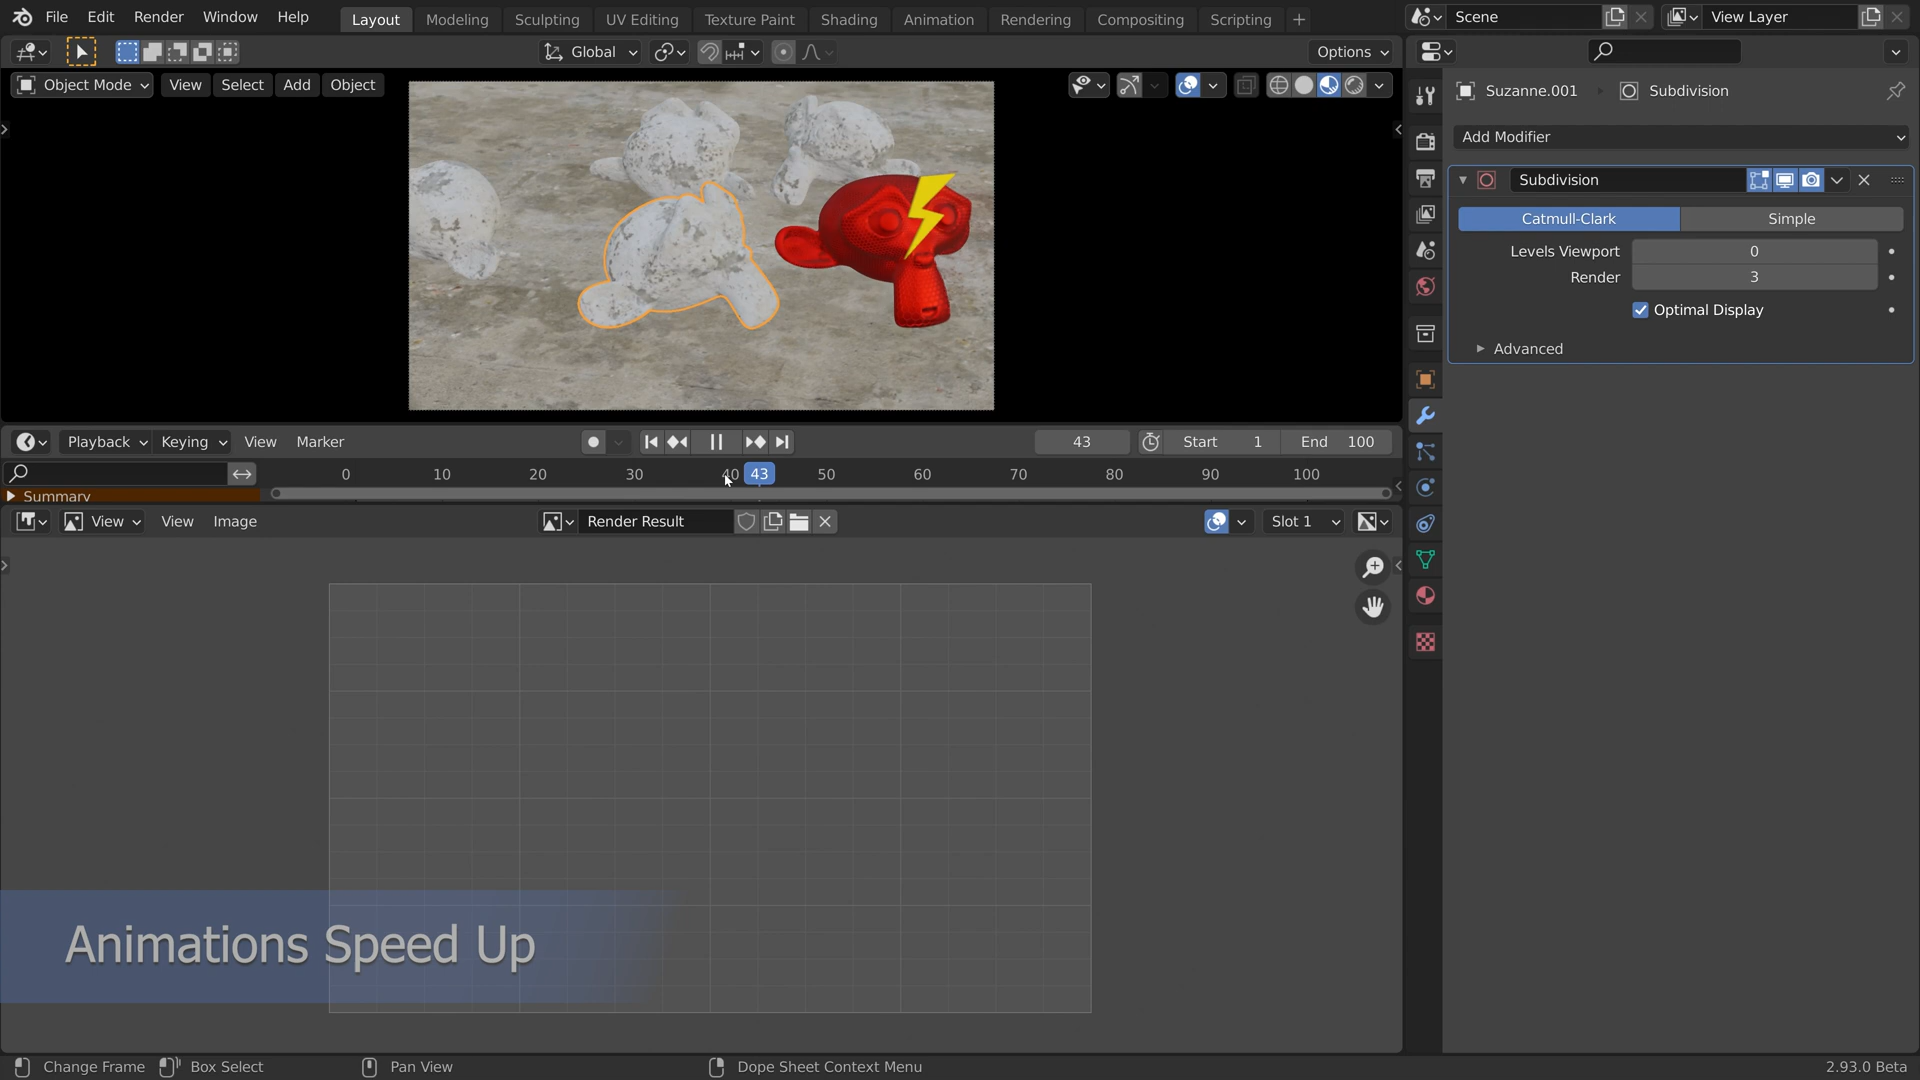 File Edit Render Window Help Layout Modeling Sculpting UV Editing Texture Paint Shading Animation Rendering Compositing Scripting + Scene View Layer
Global Options
Object Mode View Select Add Object
Suzanne.001 Subdivision
Add Modifier
Subdivision
Catmull-Clark Simple
Levels Viewport 0
Render 3
Optimal Display
Advanced
Playback Keying View Marker 43 Start 1 End 100
0 10 20 30 40 43 50 60 70 80 90 100
Summary
View View Image Render Result Slot 1
Animations Speed Up
Change Frame Box Select Pan View Dope Sheet Context Menu 2.93.0 Beta